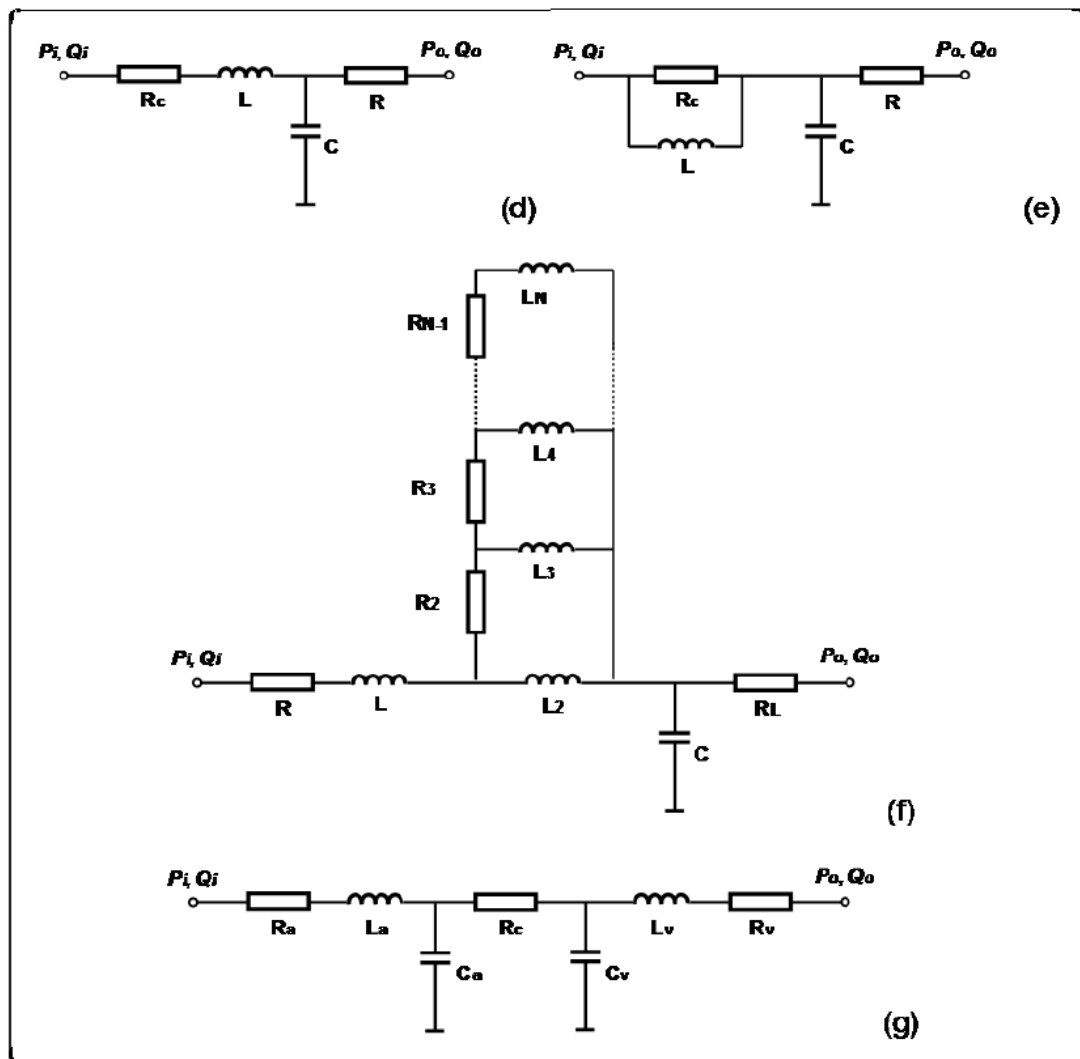 Pi, Qi
Po, Qo
Rc
L
R
C
(d)
Pi, Qi
Po, Qo
Rc
R
L
C
(e)
LN
RN-1
L4
R3
L3
R2
Pi, Qi
Po, Qo
R
L
L2
RL
C
(f)
Pi, Qi
Po, Qo
Ra
La
Rc
Lv
Rv
Ca
Cv
(g)